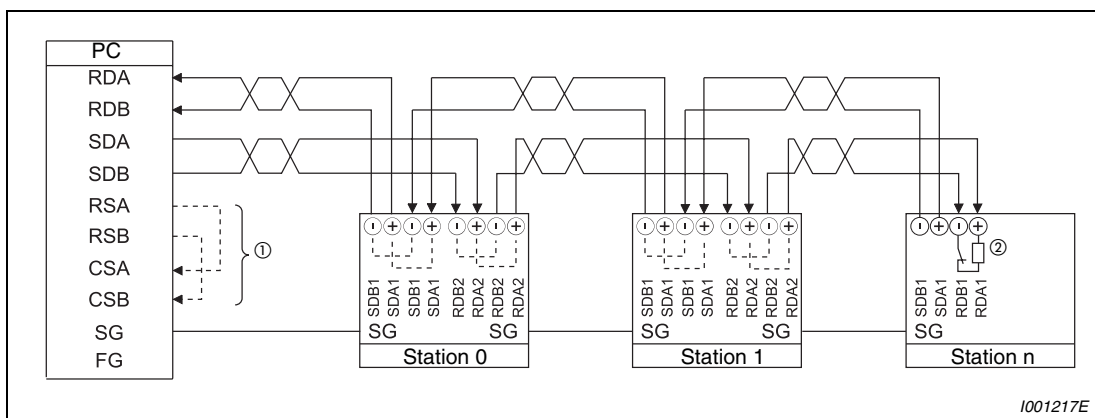 PC
RDA
RDB
SDA
SDB
RSA
RSB
CSA
CSB
SG
FG
①
− + − + − + − +
SDB1 SDA1 SDB1 SDA1 RDB2 RDA2 RDB2 RDA2
SG SG
Station 0
− + − + − + − +
SDB1 SDA1 SDB1 SDA1 RDB2 RDA2 RDB2 RDA2
SG SG
Station 1
− + − +
②
SDB1 SDA1 RDB1 RDA1
SG
Station n
I001217E